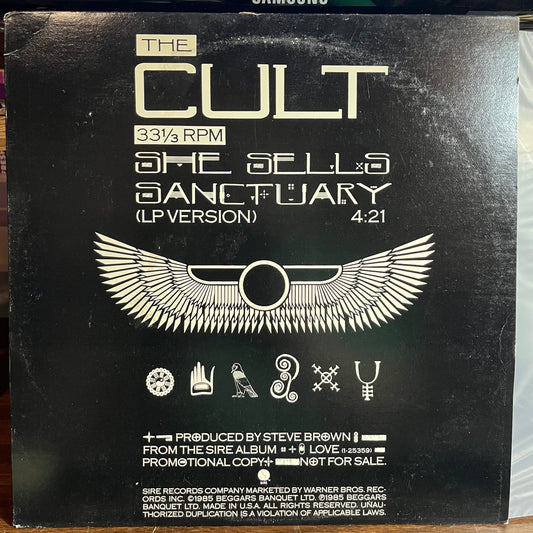 SAMSUNG
THE
CULT
33 1/3 RPM
SHE SELLS
SANCTUARY
(LP VERSION) 4:21
PRODUCED BY STEVE BROWN
FROM THE SIRE ALBUM LOVE (1-25359)
PROMOTIONAL COPY NOT FOR SALE.
SIRE RECORDS COMPANY MARKETED BY WARNER BROS. REC-
ORDS INC. ©1985 BEGGARS BANQUET LTD. ℗1985 BEGGARS
BANQUET LTD. MADE IN U.S.A. ALL RIGHTS RESERVED. UNAU-
THORIZED DUPLICATION IS A VIOLATION OF APPLICABLE LAWS.